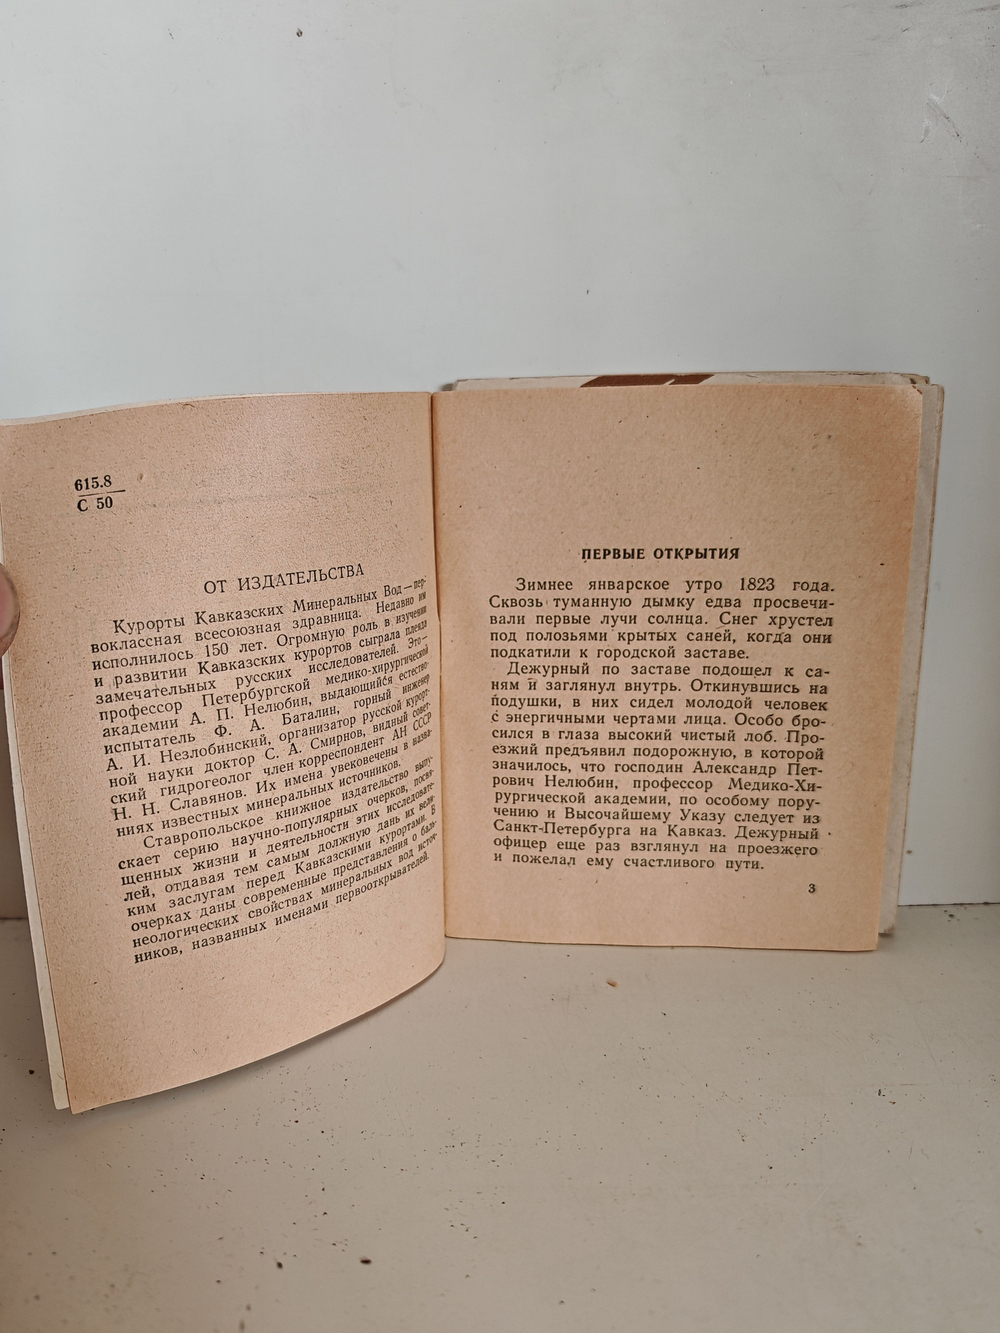 615.8
С 50
ОТ ИЗДАТЕЛЬСТВА
Курорты Кавказских Минеральных Вод — пер-
воклассная всесоюзная здравница. Недавно им
исполнилось 150 лет. Огромную роль в изучении
и развитии Кавказских курортов сыграла плеяда
замечательных русских исследователей. Это —
профессор Петербургской медико-хирургической
академии А. П. Нелюбин, выдающийся естество-
испытатель Ф. А. Баталин, горный инженер
А. И. Незлобинский, организатор русской курорт-
ной науки доктор С. А. Смирнов, видный совет-
ский гидрогеолог член-корреспондент АН СССР
Н. Н. Славянов. Их имена увековечены в назва-
ниях известных минеральных источников.
Ставропольское книжное издательство выпу-
скает серию научно-популярных очерков, посвя-
щенных жизни и деятельности этих исследовате-
лей, отдавая тем самым должную дань их вели-
ким заслугам перед Кавказскими курортами. В
очерках даны современные представления о баль-
неологических свойствах минеральных вод источ-
ников, названных именами первооткрывателей.
ПЕРВЫЕ ОТКРЫТИЯ
Зимнее январское утро 1823 года.
Сквозь туманную дымку едва просвечи-
вали первые лучи солнца. Снег хрустел
под полозьями крытых саней, когда они
подкатили к городской заставе.
Дежурный по заставе подошел к са-
ням и заглянул внутрь. Откинувшись на
подушки, в них сидел молодой человек
с энергичными чертами лица. Особо бро-
сился в глаза высокий чистый лоб. Про-
езжий предъявил подорожную, в которой
значилось, что господин Александр Пет-
рович Нелюбин, профессор Медико-Хи-
рургической академии, по особому пору-
чению и Высочайшему Указу следует из
Санкт-Петербурга на Кавказ. Дежурный
офицер еще раз взглянул на проезжего
и пожелал ему счастливого пути.
3